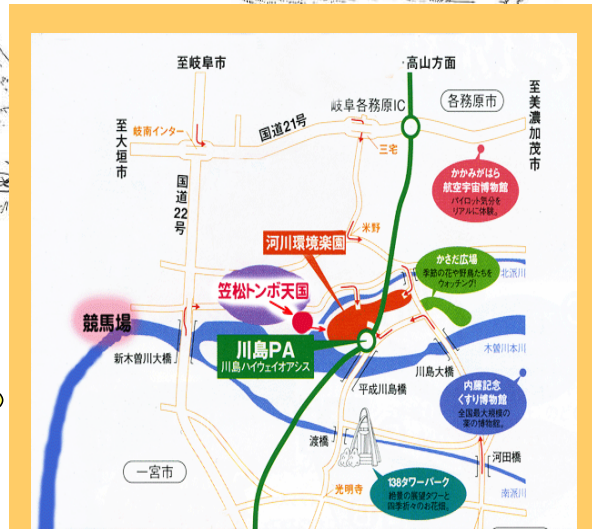 至岐阜市
高山方面
至美濃加茂市
岐阜各務原IC
各務原市
至大垣市
岐南インター
国道21号
三宅
国道22号
かかみがはら
航空宇宙博物館
パイロット気分を
リアルに体験。
米野
河川環境楽園
かさだ広場
季節の花や野鳥たちを
ウォッチング!
北派川
笠松トンボ天国
競馬場
新木曽川大橋
川島PA
川島ハイウェイオアシス
木曽川本川
川島大橋
平成川島橋
内藤記念
くすり博物館
全国最大規模の
薬の博物館。
渡橋
河田橋
一宮市
138タワーパーク
絶景の展望タワーと
四季折々のお花畑。
光明寺
南派川